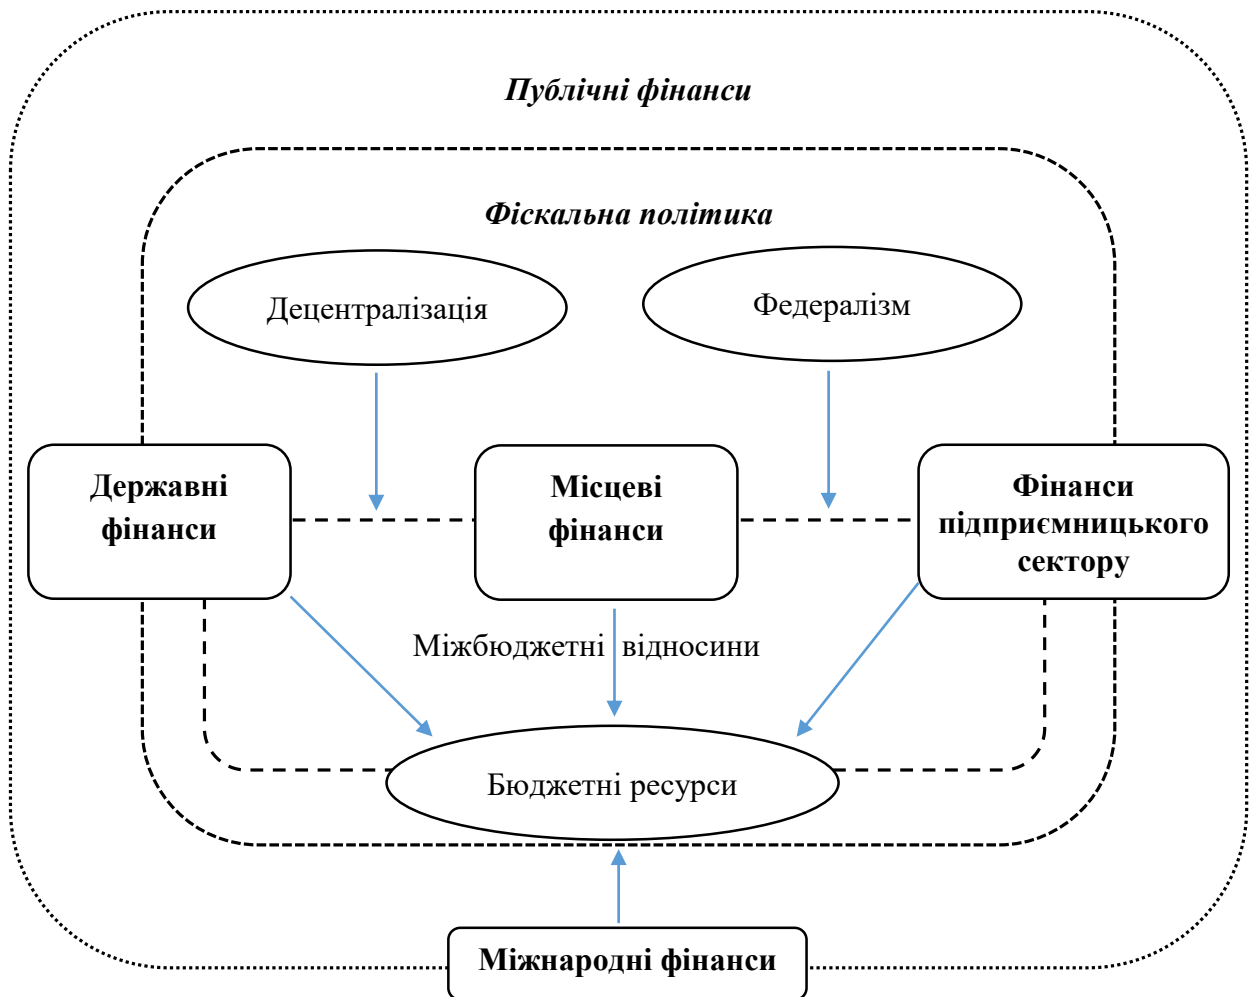 Публічні фінанси
Фіскальна політика
Децентралізація
Федералізм
Державні
фінанси
Місцеві
фінанси
Фінанси
підприємницького
сектору
Міжбюджетні відносини
Бюджетні ресурси
Міжнародні фінанси